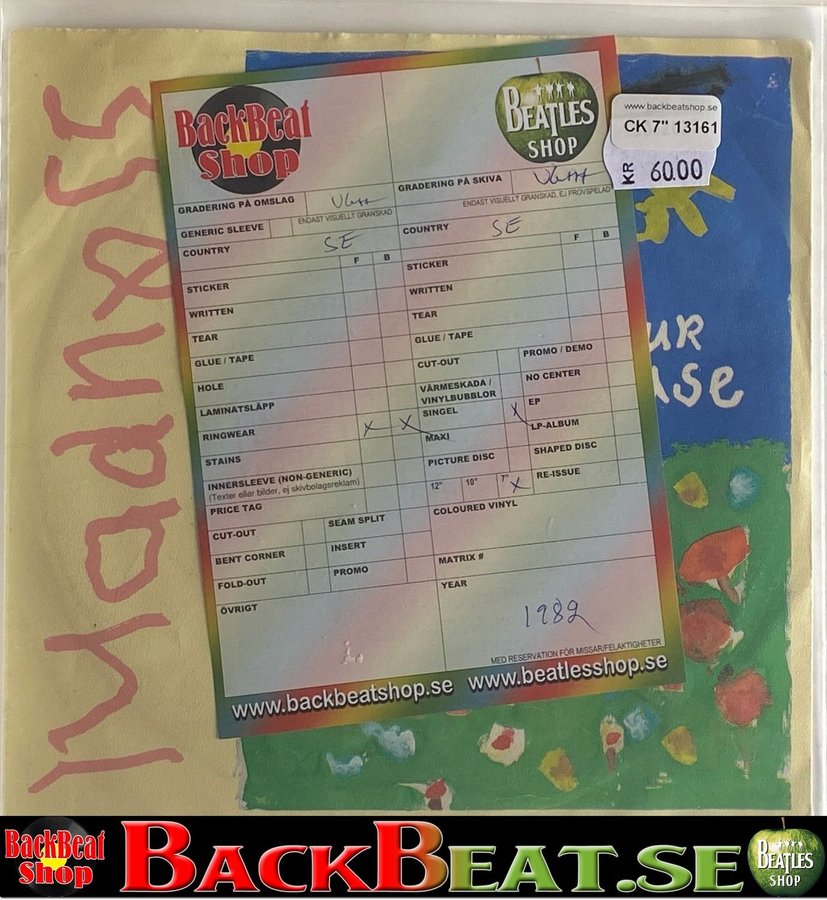 Madness
UR
USE
BackBeat
Shop
BEATLES
SHOP
www.backbeatshop.se
CK 7" 13161
KR 60.00
GRADERING PÅ OMSLAG
ENDAST VISUELLT GRANSKAD
GENERIC SLEEVE
COUNTRY SE
F B
STICKER
WRITTEN
TEAR
GLUE / TAPE
HOLE
LAMINATSLÄPP
RINGWEAR X X
STAINS
INNERSLEEVE (NON-GENERIC)
(Texter eller bilder, ej skivbolagsreklam)
PRICE TAG
CUT-OUT SEAM SPLIT
BENT CORNER INSERT
FOLD-OUT PROMO
ÖVRIGT
GRADERING PÅ SKIVA
ENDAST VISUELLT GRANSKAD, EJ PROVSPELAD
COUNTRY SE
F B
STICKER
WRITTEN
TEAR
GLUE / TAPE
CUT-OUT PROMO / DEMO
VÄRMESKADA /
VINYLBUBBLOR NO CENTER
SINGEL X EP
MAXI LP-ALBUM
PICTURE DISC SHAPED DISC
12" 10" 7" X RE-ISSUE
COLOURED VINYL
MATRIX #
YEAR
1982
MED RESERVATION FÖR MISSAR/FELAKTIGHETER
www.backbeatshop.se www.beatlesshop.se
BackBeat
Shop
BACKBEAT.SE
BEATLES
SHOP